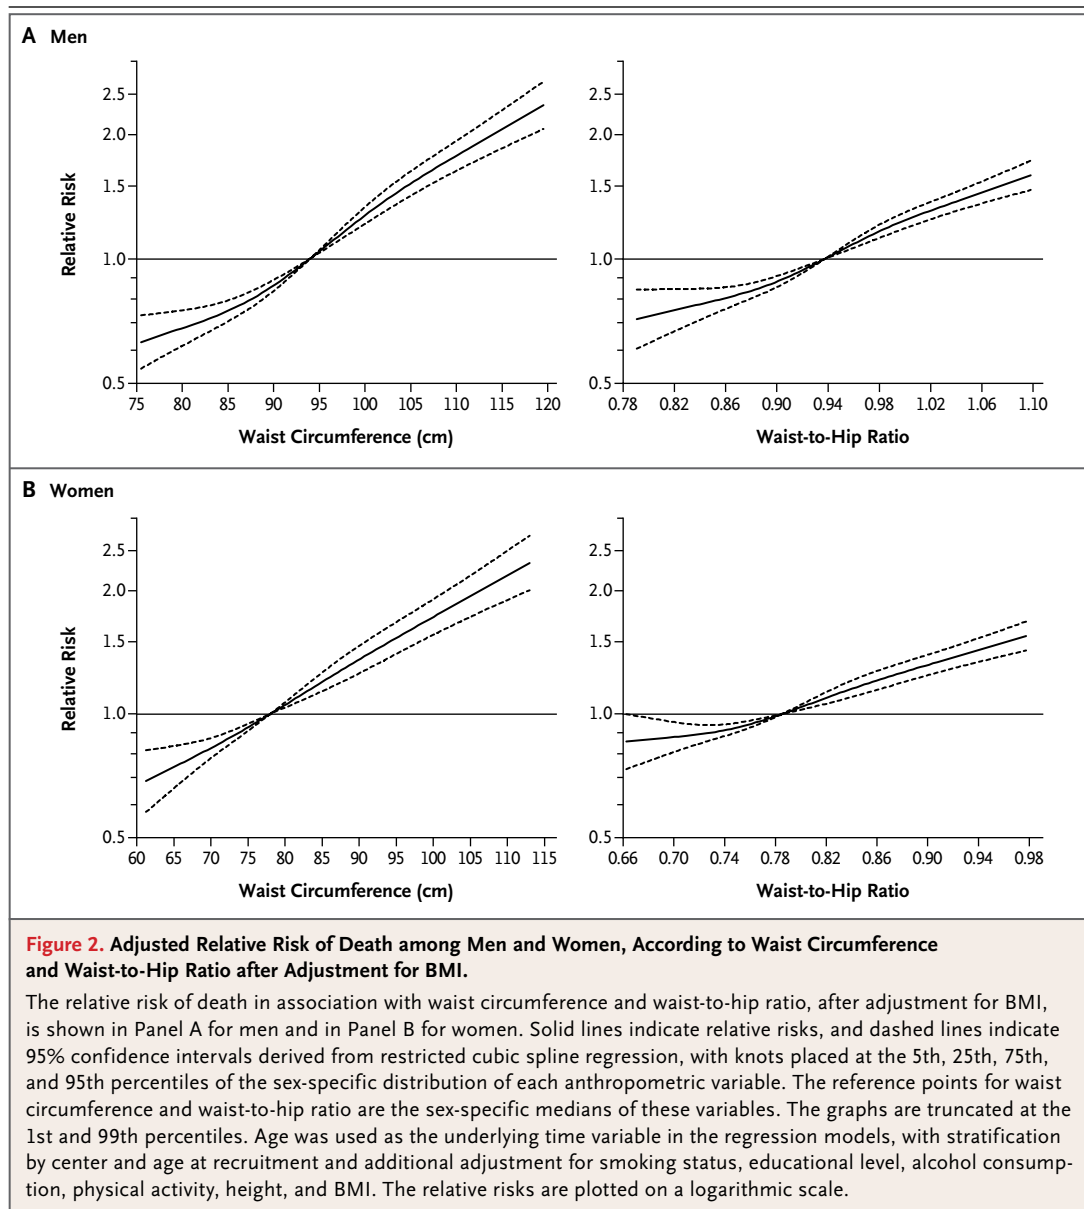 A Men
Relative Risk
2.5
2.0
1.5
1.0
0.5
75 80 85 90 95 100 105 110 115 120
Waist Circumference (cm)
2.5
2.0
1.5
1.0
0.5
0.78 0.82 0.86 0.90 0.94 0.98 1.02 1.06 1.10
Waist-to-Hip Ratio
B Women
Relative Risk
2.5
2.0
1.5
1.0
0.5
60 65 70 75 80 85 90 95 100 105 110 115
Waist Circumference (cm)
2.5
2.0
1.5
1.0
0.5
0.66 0.70 0.74 0.78 0.82 0.86 0.90 0.94 0.98
Waist-to-Hip Ratio
Figure 2. Adjusted Relative Risk of Death among Men and Women, According to Waist Circumference
and Waist-to-Hip Ratio after Adjustment for BMI.
The relative risk of death in association with waist circumference and waist-to-hip ratio, after adjustment for BMI,
is shown in Panel A for men and in Panel B for women. Solid lines indicate relative risks, and dashed lines indicate
95% confidence intervals derived from restricted cubic spline regression, with knots placed at the 5th, 25th, 75th,
and 95th percentiles of the sex-specific distribution of each anthropometric variable. The reference points for waist
circumference and waist-to-hip ratio are the sex-specific medians of these variables. The graphs are truncated at the
1st and 99th percentiles. Age was used as the underlying time variable in the regression models, with stratification
by center and age at recruitment and additional adjustment for smoking status, educational level, alcohol consump-
tion, physical activity, height, and BMI. The relative risks are plotted on a logarithmic scale.